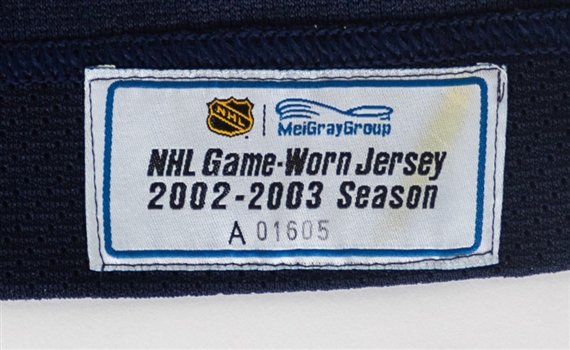 NHL MeiGrayGroup
NHL Game-Worn Jersey
2002-2003 Season
A 01605